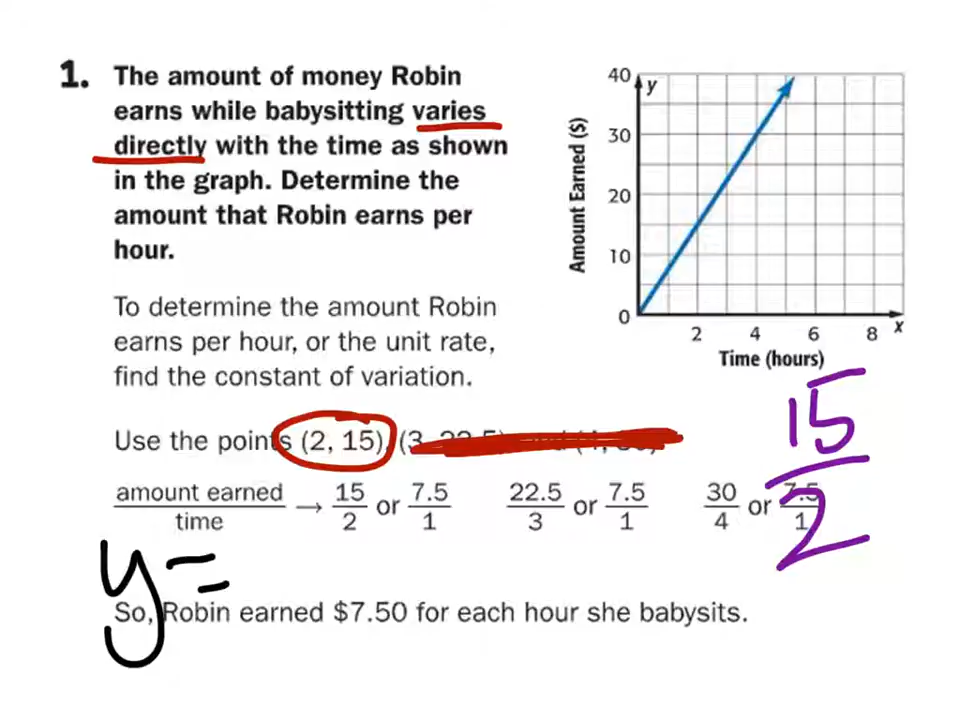 1. The amount of money Robin
earns while babysitting varies
directly with the time as shown
in the graph. Determine the
amount that Robin earns per
hour.
40 y
30
20
10
0
2 4 6 8 x
Amount Earned ($)
Time (hours)
To determine the amount Robin
earns per hour, or the unit rate,
find the constant of variation.
Use the points (2, 15), (3,
15
2
amount earned/time → 15/2 or 7.5/1 22.5/3 or 7.5/1 30/4 or 7.5/1
y=
So, Robin earned $7.50 for each hour she babysits.